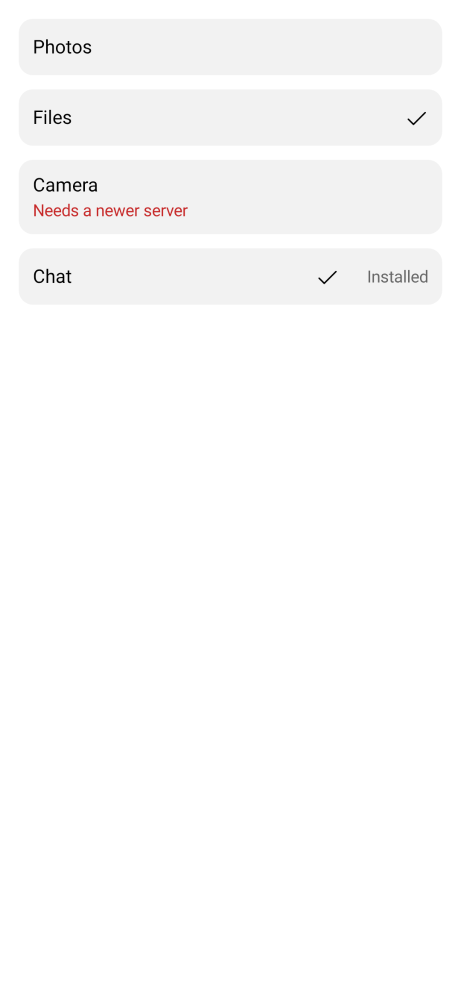 Photos
Files
Camera
Needs a newer server
Chat
Installed